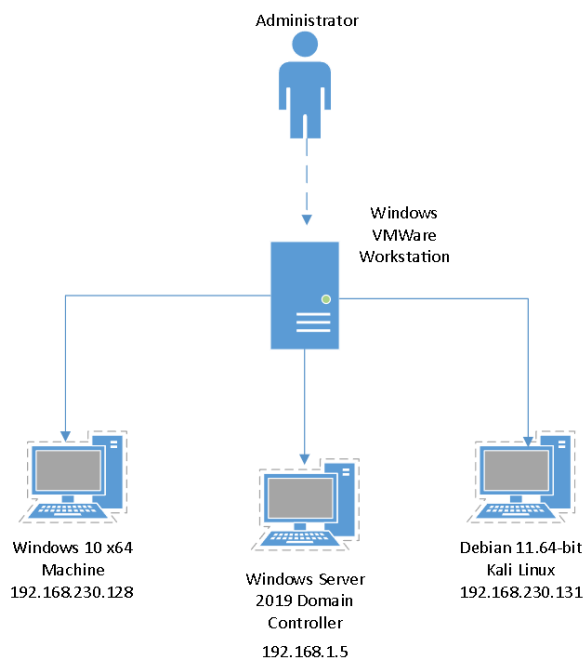 Administrator
Windows
VMWare
Workstation
Windows 10 x64
Machine
192.168.230.128
Windows Server
2019 Domain
Controller
192.168.1.5
Debian 11.64-bit
Kali Linux
192.168.230.131